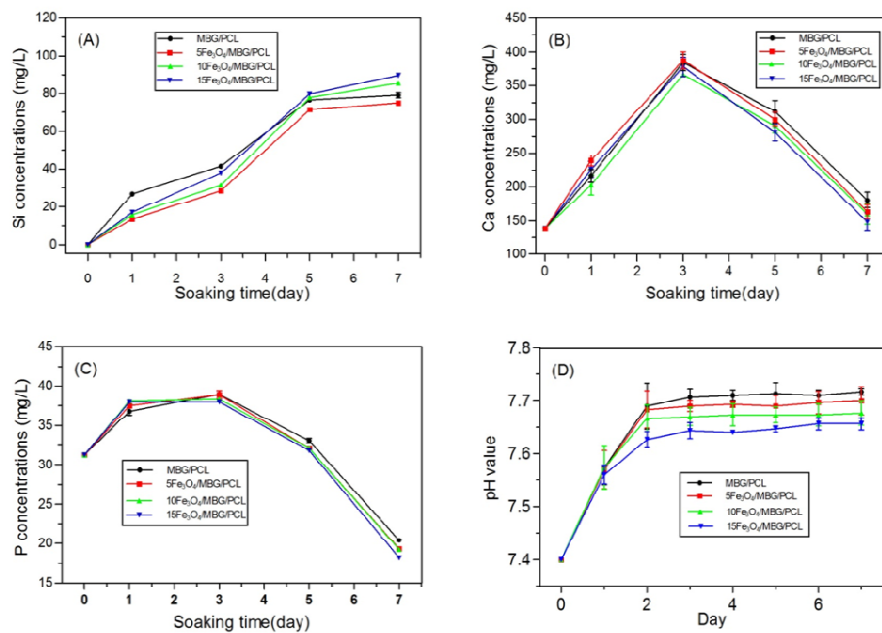 (A)
MBG/PCL
5Fe₃O₄/MBG/PCL
10Fe₃O₄/MBG/PCL
15Fe₃O₄/MBG/PCL
Si concentrations (mg/L)
120
100
80
60
40
20
0
0 1 2 3 4 5 6 7
Soaking time(day)
(B)
MBG/PCL
5Fe₃O₄/MBG/PCL
10Fe₃O₄/MBG/PCL
15Fe₃O₄/MBG/PCL
Ca concentrations (mg/L)
450
400
350
300
250
200
150
100
0 1 2 3 4 5 6 7
Soaking time(day)
(C)
MBG/PCL
5Fe₃O₄/MBG/PCL
10Fe₃O₄/MBG/PCL
15Fe₃O₄/MBG/PCL
P concentrations (mg/L)
45
40
35
30
25
20
15
0 1 2 3 4 5 6 7
Soaking time(day)
(D)
MBG/PCL
5Fe₃O₄/MBG/PCL
10Fe₃O₄/MBG/PCL
15Fe₃O₄/MBG/PCL
pH value
7.8
7.7
7.6
7.5
7.4
0 2 4 6
Day